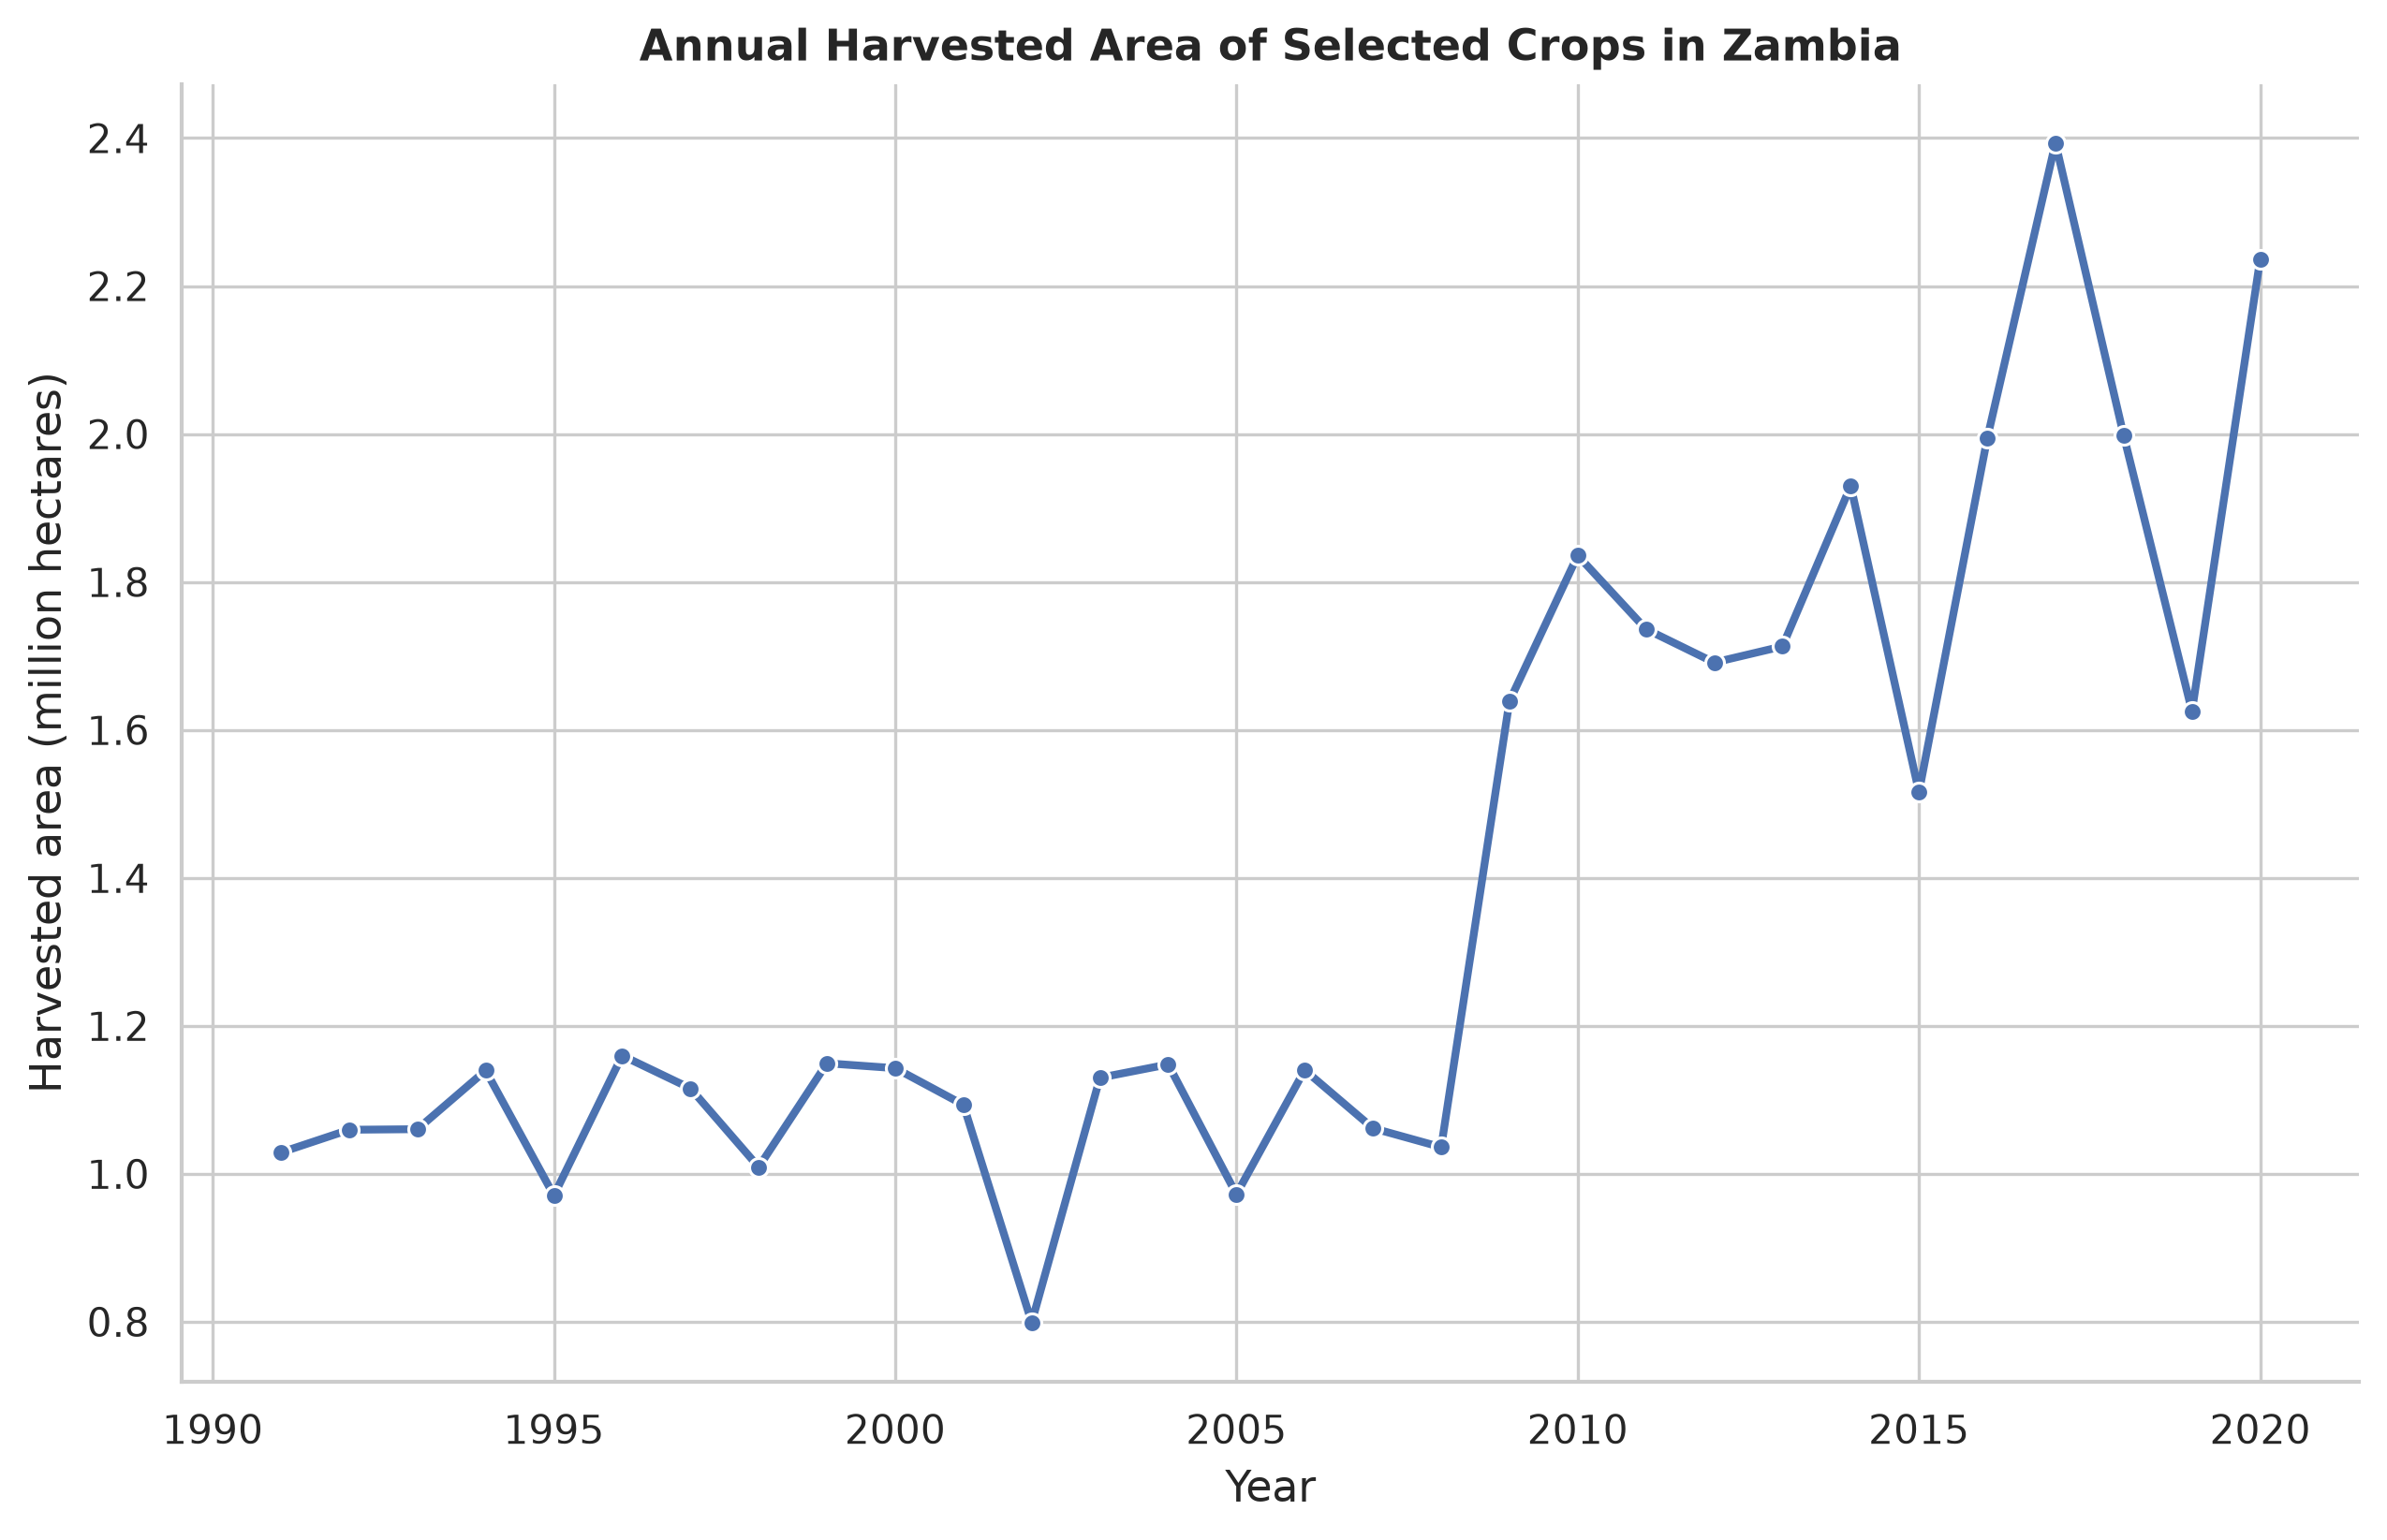 Annual Harvested Area of Selected Crops in Zambia
Harvested area (million hectares)
2.4
2.2
2.0
1.8
1.6
1.4
1.2
1.0
0.8
1990 1995 2000 2005 2010 2015 2020
Year